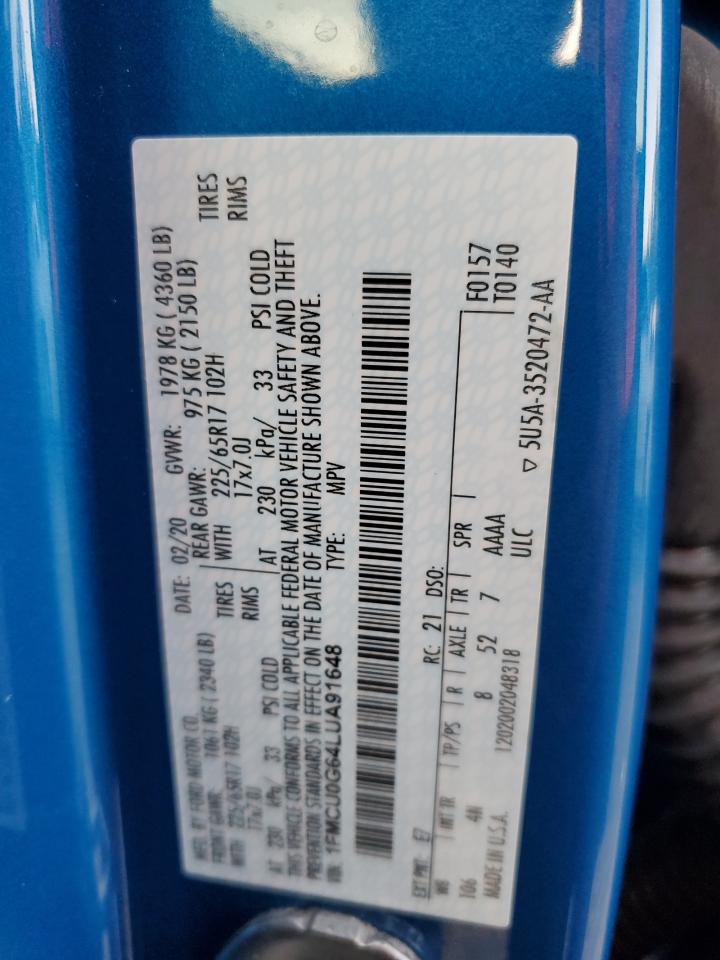 MFD. BY FORD MOTOR CO. DATE: 02/20 GVWR: 1978 KG ( 4360 LB)
FRONT GAWR: 1061 KG ( 2340 LB) REAR GAWR: 975 KG ( 2150 LB)
WITH 225/65R17 102H TIRES WITH 225/65R17 102H TIRES
17x7.0J RIMS 17x7.0J RIMS
AT 230 kPa/ 33 PSI COLD AT 230 kPa/ 33 PSI COLD
THIS VEHICLE CONFORMS TO ALL APPLICABLE FEDERAL MOTOR VEHICLE SAFETY AND THEFT
PREVENTION STANDARDS IN EFFECT ON THE DATE OF MANUFACTURE SHOWN ABOVE.
VIN: 1FMCU0G64LUA91648 TYPE: MPV
EXT PNT: RC: 21 DSO: F0157
WB INT TR TP/PS R AXLE TR SPR T0140
106 4N 8 52 7 AAAA
MADE IN U.S.A. 1202002048318 ULC ▽ 5U5A-3520472-AA